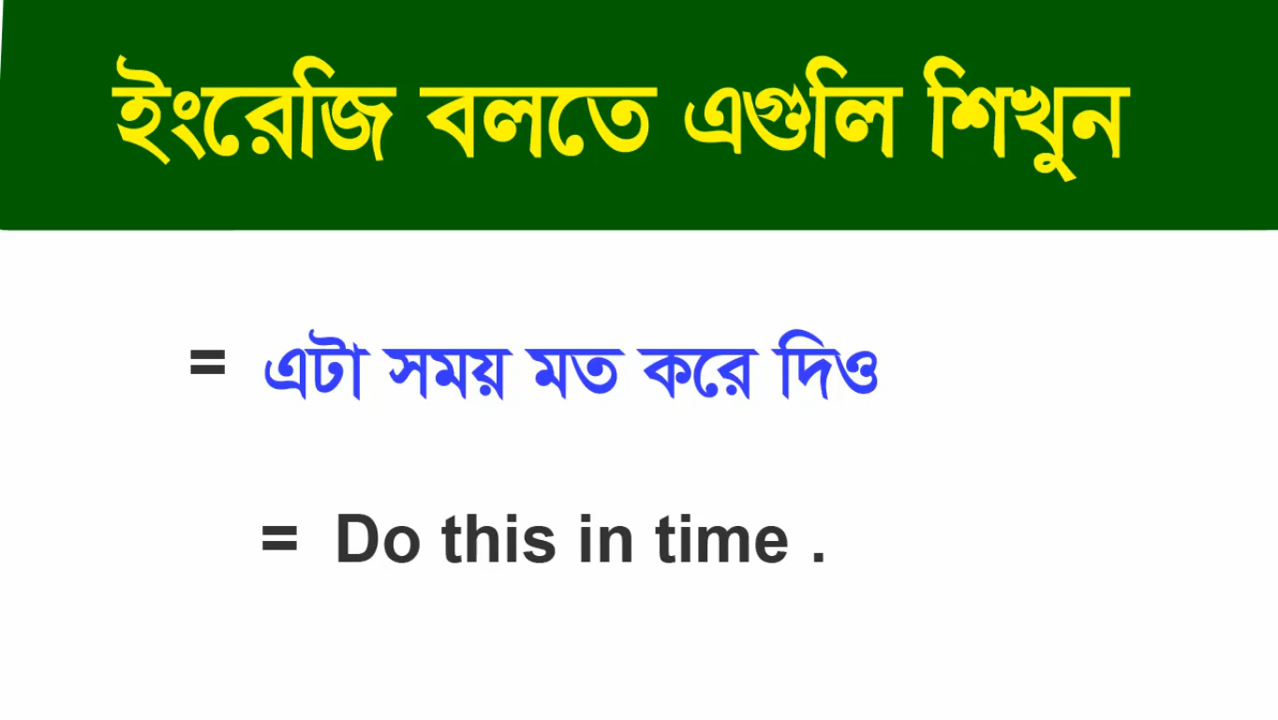 ইংরেজি বলতে এগুলি শিখুন
= এটা সময় মত করে দিও
= Do this in time .